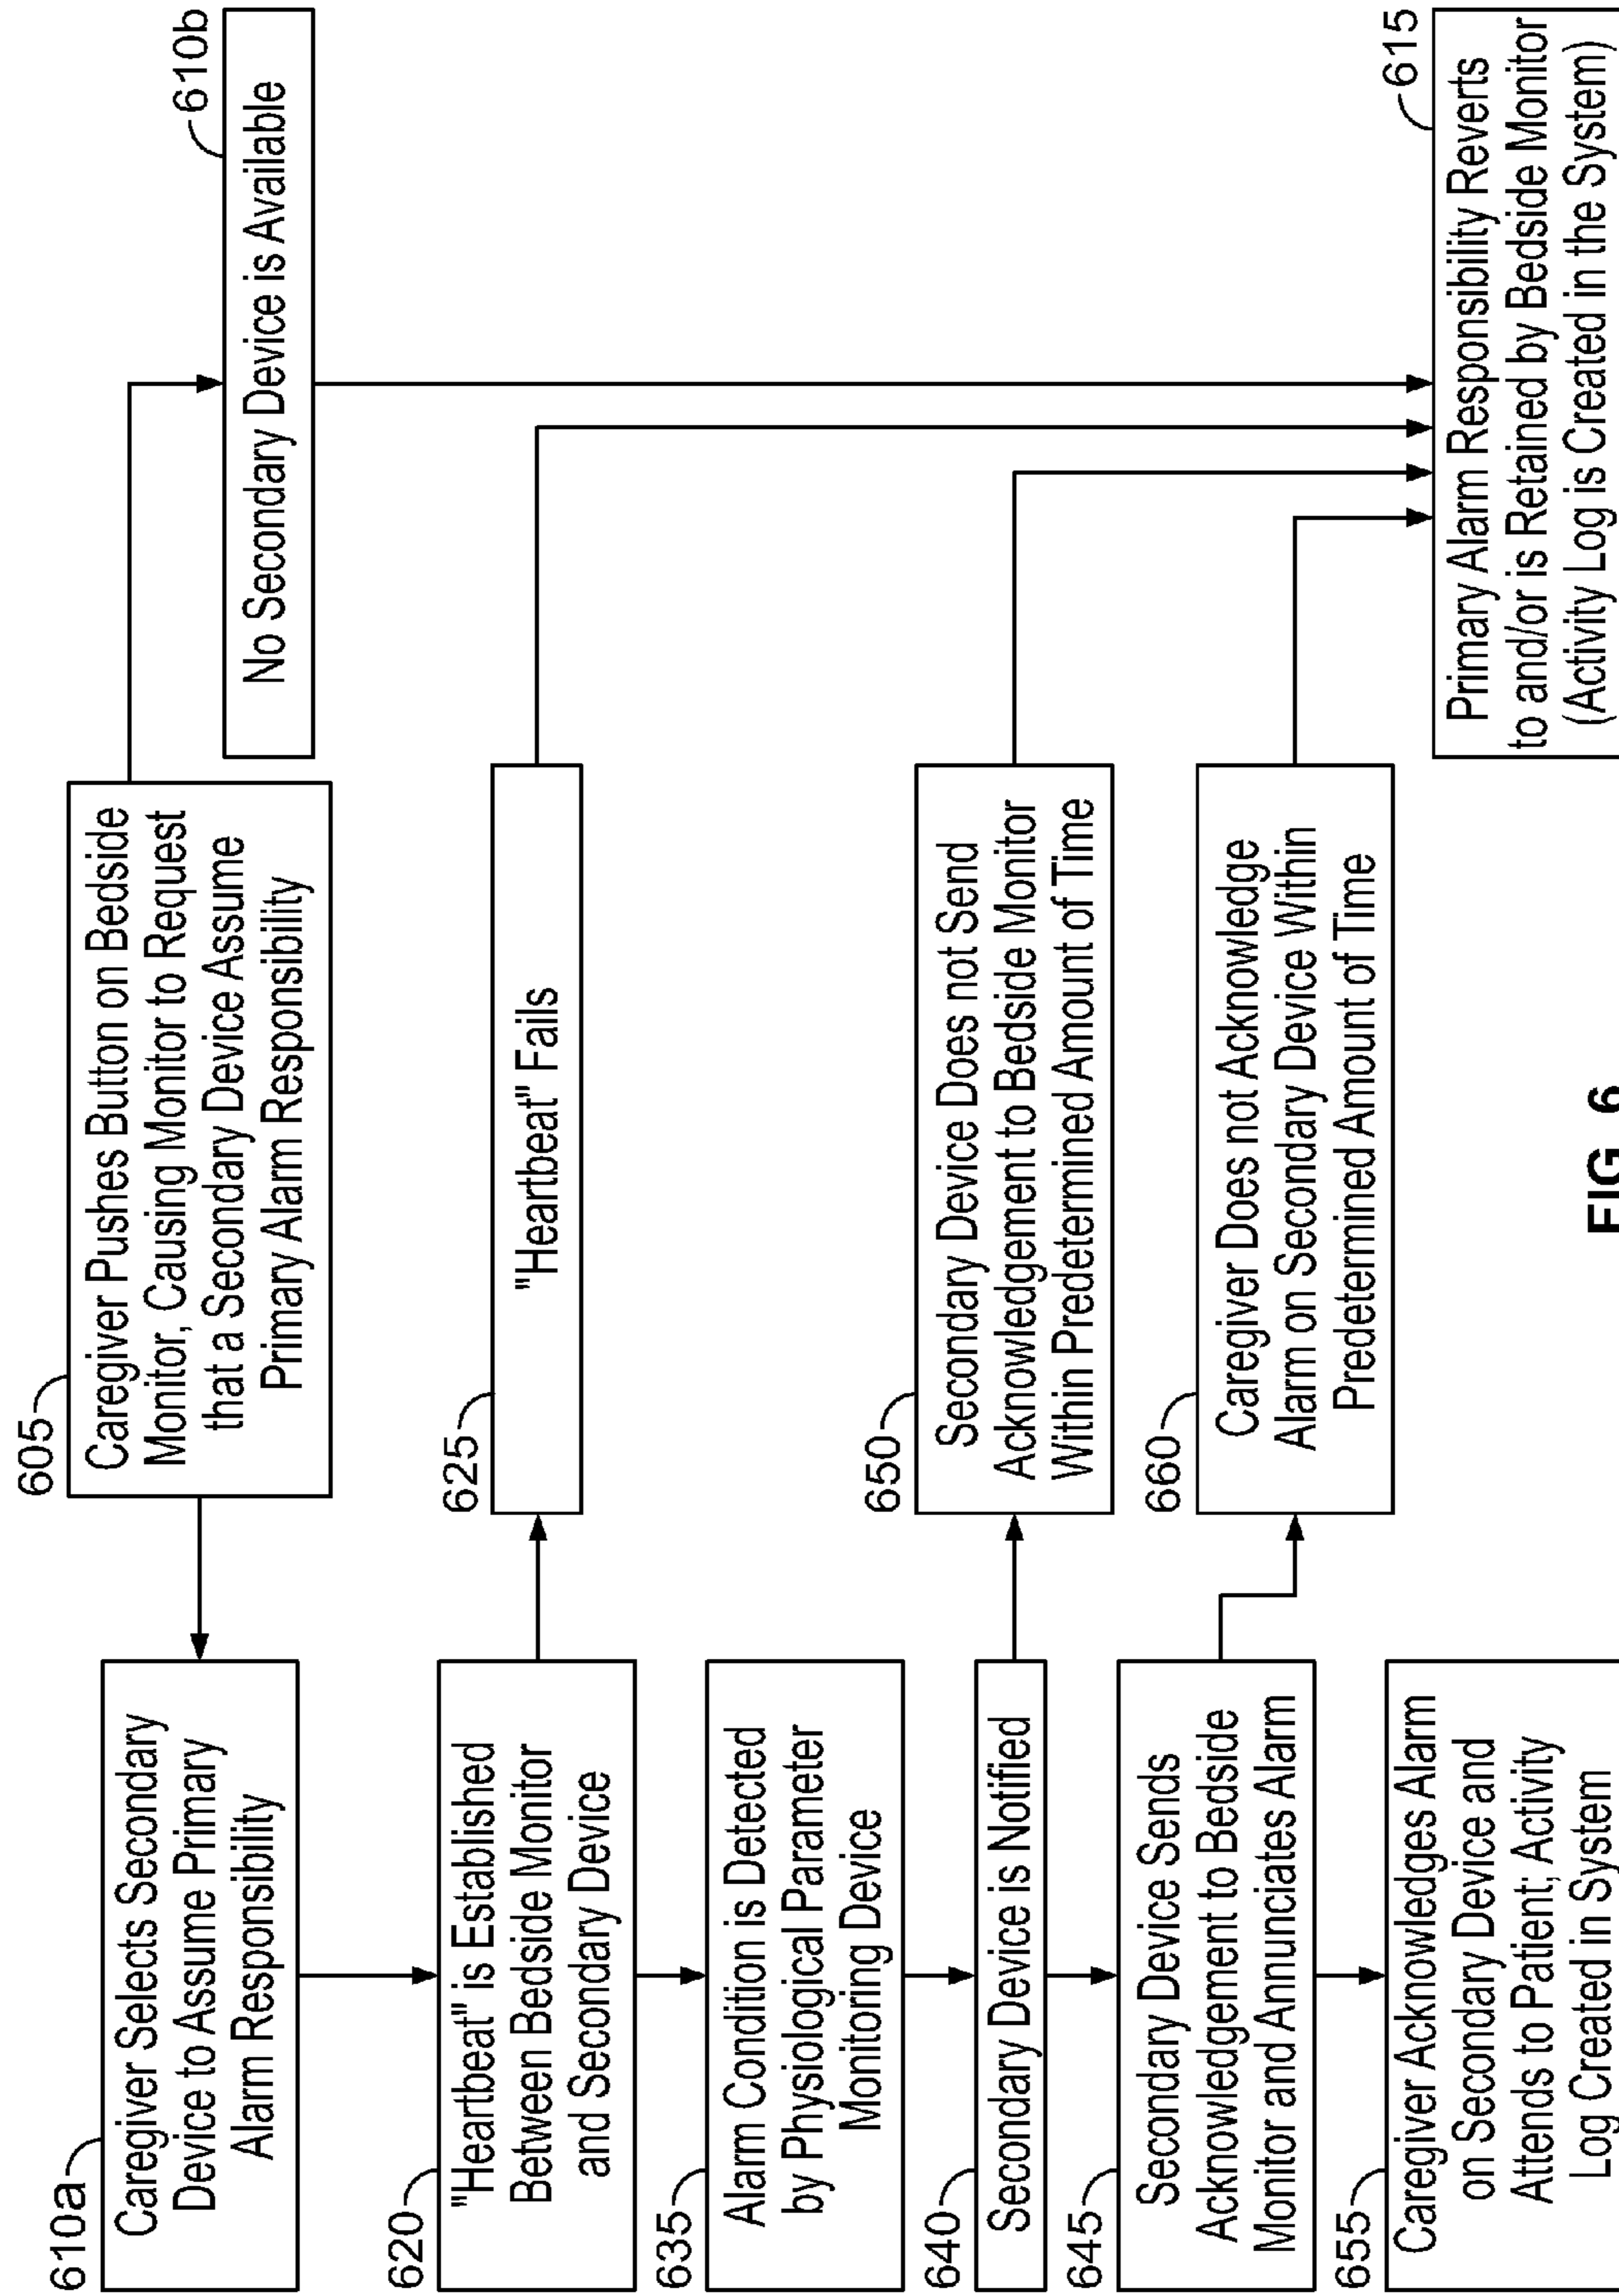 605
Caregiver Pushes Button on Bedside
Monitor, Causing Monitor to Request
that a Secondary Device Assume
Primary Alarm Responsibility
610a
Caregiver Selects Secondary
Device to Assume Primary
Alarm Responsibility
610b
No Secondary Device is Available
620
"Heartbeat" is Established
Between Bedside Monitor
and Secondary Device
625
"Heartbeat" Fails
635
Alarm Condition is Detected
by Physiological Parameter
Monitoring Device
640
Secondary Device is Notified
650
Secondary Device Does not Send
Acknowledgement to Bedside Monitor
Within Predetermined Amount of Time
645
Secondary Device Sends
Acknowledgement to Bedside
Monitor and Annunciates Alarm
660
Caregiver Does not Acknowledge
Alarm on Secondary Device Within
Predetermined Amount of Time
655
Caregiver Acknowledges Alarm
on Secondary Device and
Attends to Patient; Activity
Log Created in System
615
Primary Alarm Responsibility Reverts
to and/or is Retained by Bedside Monitor
(Activity Log is Created in the System)
FIG. 6